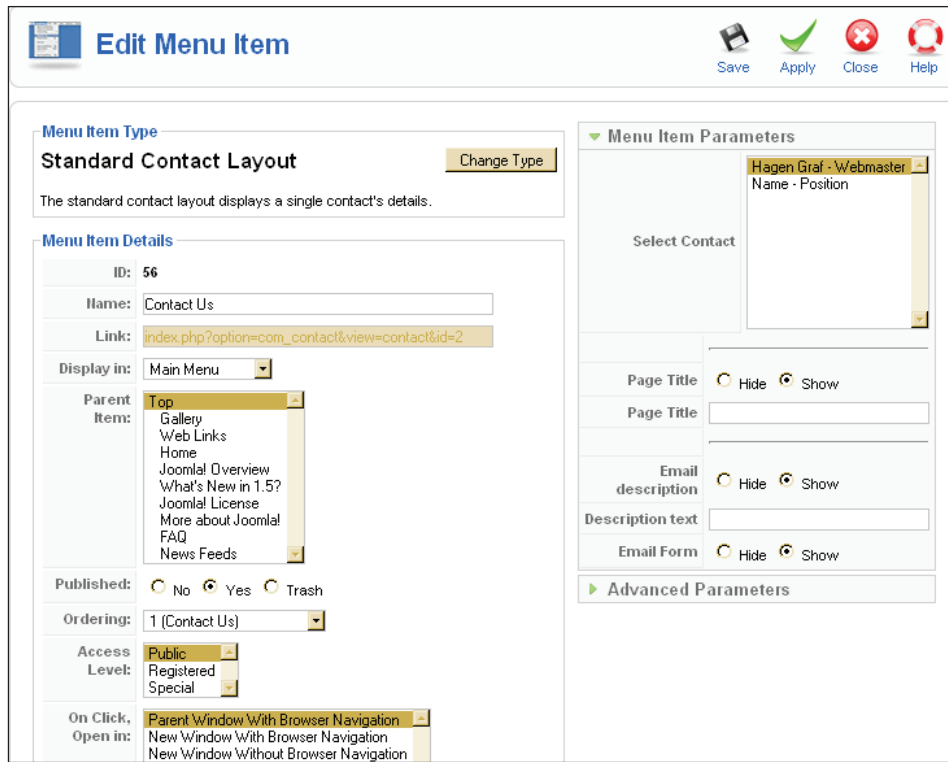 Edit Menu Item
Save Apply Close Help
Menu Item Type
Standard Contact Layout
Change Type
The standard contact layout displays a single contact's details.
Menu Item Details
ID: 56
Name: Contact Us
Link: index.php?option=com_contact&view=contact&id=2
Display in: Main Menu
Parent Item:
Top
Gallery
Web Links
Home
Joomla! Overview
What's New in 1.5?
Joomla! License
More about Joomla!
FAQ
News Feeds
Published: No Yes Trash
Ordering: 1 (Contact Us)
Access Level:
Public
Registered
Special
On Click, Open in:
Parent Window With Browser Navigation
New Window With Browser Navigation
New Window Without Browser Navigation
Menu Item Parameters
Select Contact
Hagen Graf - Webmaster
Name - Position
Page Title Hide Show
Page Title
Email description Hide Show
Description text
Email Form Hide Show
Advanced Parameters